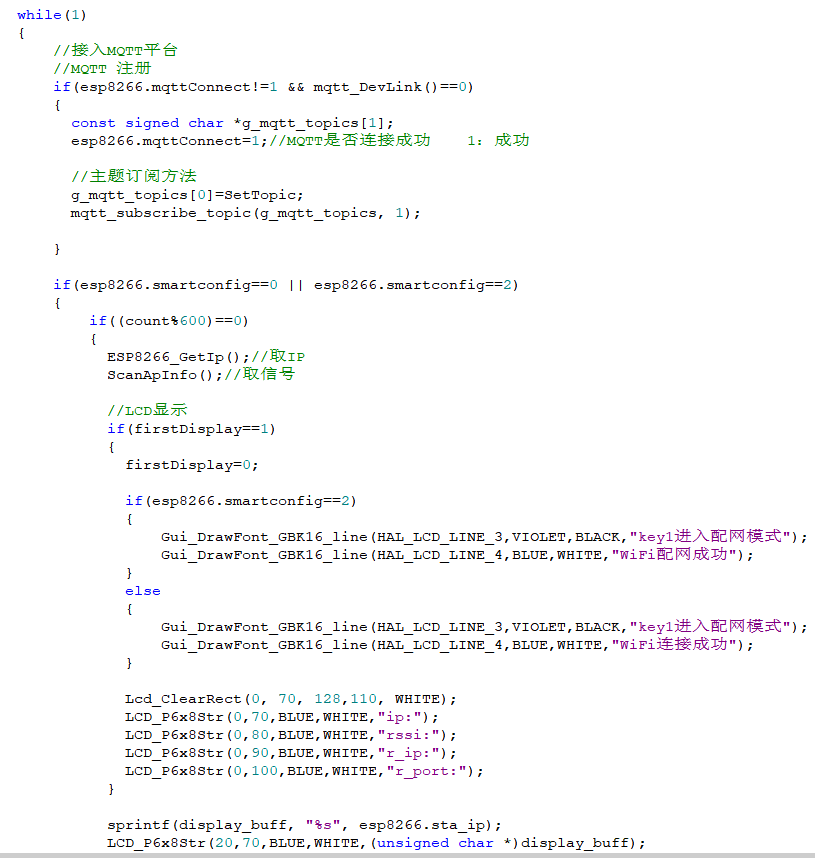 while(1)
{
//接入MQTT平台
//MQTT 注册
if(esp8266.mqttConnect!=1 && mqtt_DevLink()==0)
{
const signed char *g_mqtt_topics[1];
esp8266.mqttConnect=1;//MQTT是否连接成功    1：成功
//主题订阅方法
g_mqtt_topics[0]=SetTopic;
mqtt_subscribe_topic(g_mqtt_topics, 1);
}
if(esp8266.smartconfig==0 || esp8266.smartconfig==2)
{
if((count%600)==0)
{
ESP8266_GetIp();//取IP
ScanApInfo();//取信号
//LCD显示
if(firstDisplay==1)
{
firstDisplay=0;
if(esp8266.smartconfig==2)
{
Gui_DrawFont_GBK16_line(HAL_LCD_LINE_3,VIOLET,BLACK,"key1进入配网模式");
Gui_DrawFont_GBK16_line(HAL_LCD_LINE_4,BLUE,WHITE,"WiFi配网成功");
}
else
{
Gui_DrawFont_GBK16_line(HAL_LCD_LINE_3,VIOLET,BLACK,"key1进入配网模式");
Gui_DrawFont_GBK16_line(HAL_LCD_LINE_4,BLUE,WHITE,"WiFi连接成功");
}
Lcd_ClearRect(0, 70, 128,110, WHITE);
LCD_P6x8Str(0,70,BLUE,WHITE,"ip:");
LCD_P6x8Str(0,80,BLUE,WHITE,"rssi:");
LCD_P6x8Str(0,90,BLUE,WHITE,"r_ip:");
LCD_P6x8Str(0,100,BLUE,WHITE,"r_port:");
}
sprintf(display_buff, "%s", esp8266.sta_ip);
LCD_P6x8Str(20,70,BLUE,WHITE,(unsigned char *)display_buff);